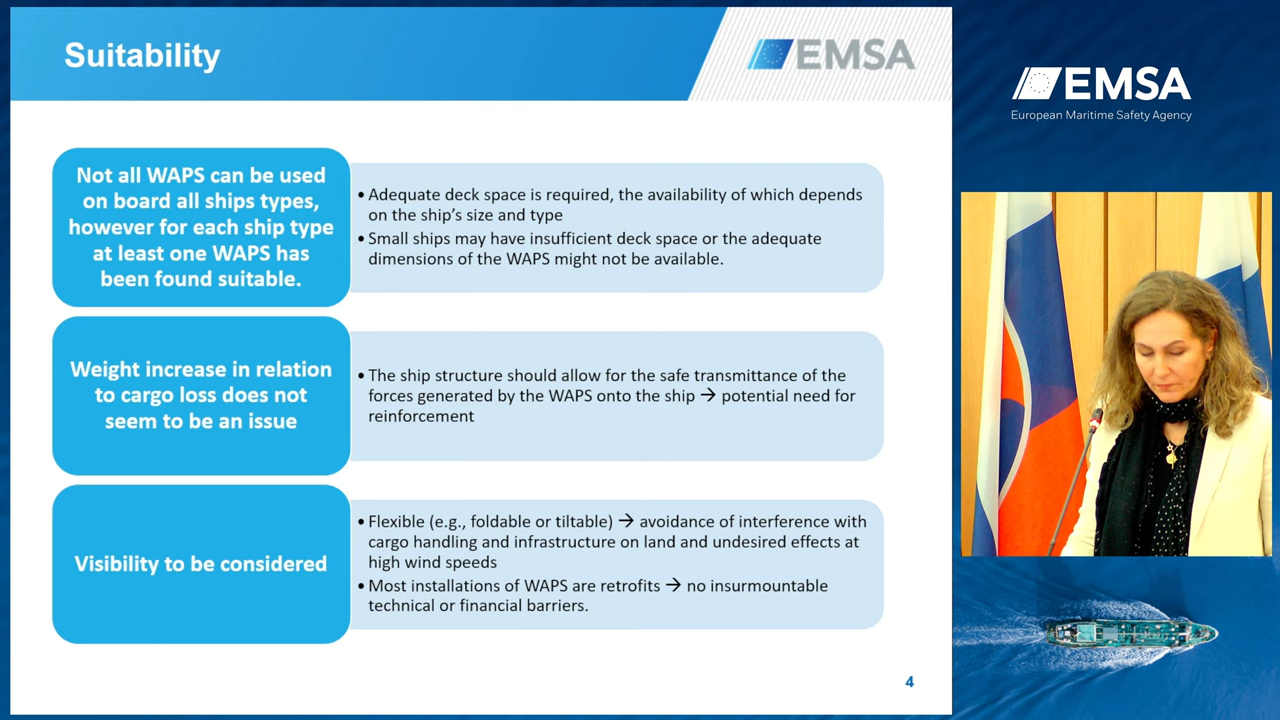 Suitability
EMSA
Not all WAPS can be used
on board all ships types,
however for each ship type
at least one WAPS has
been found suitable.
• Adequate deck space is required, the availability of which depends
on the ship's size and type
• Small ships may have insufficient deck space or the adequate
dimensions of the WAPS might not be available.
Weight increase in relation
to cargo loss does not
seem to be an issue
• The ship structure should allow for the safe transmittance of the
forces generated by the WAPS onto the ship → potential need for
reinforcement
Visibility to be considered
• Flexible (e.g., foldable or tiltable) → avoidance of interference with
cargo handling and infrastructure on land and undesired effects at
high wind speeds
• Most installations of WAPS are retrofits → no insurmountable
technical or financial barriers.
4
EMSA
European Maritime Safety Agency